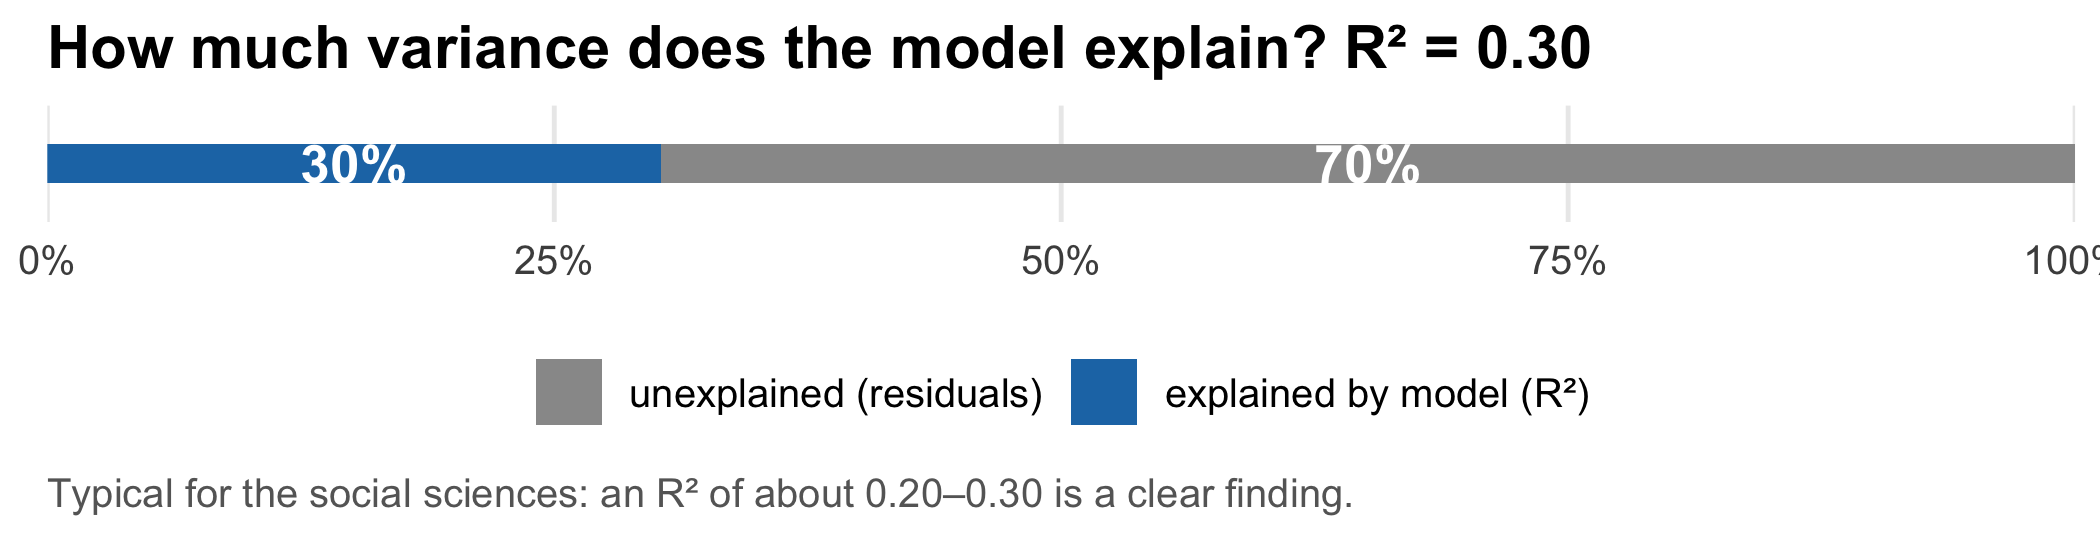 How much variance does the model explain? R² = 0.30
30% 70%
0% 25% 50% 75% 100%
unexplained (residuals) explained by model (R²)
Typical for the social sciences: an R² of about 0.20–0.30 is a clear finding.